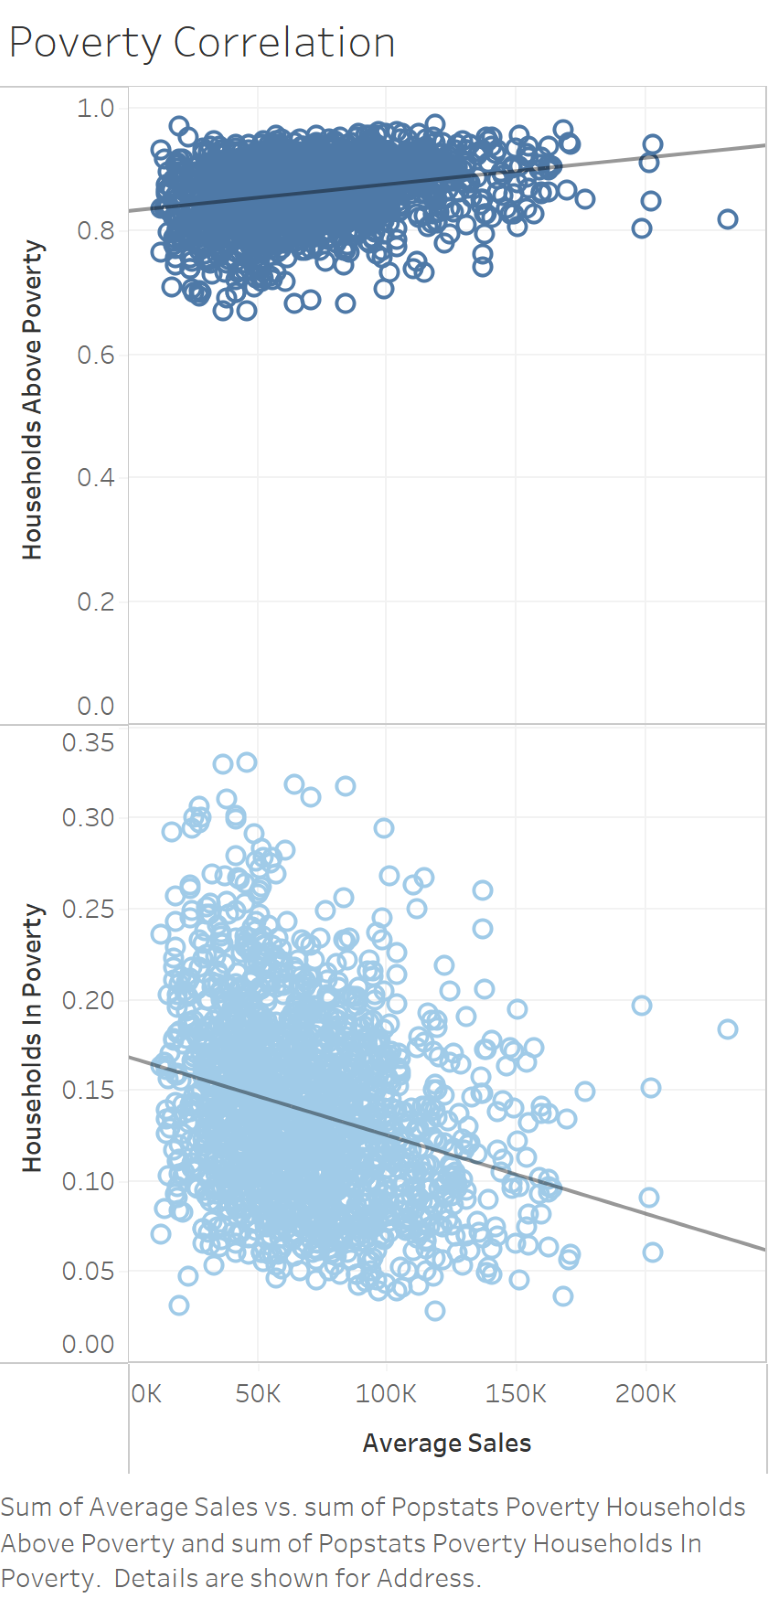 Poverty Correlation
1.0
0.8
0.6
0.4
0.2
0.0
Households Above Poverty
0.35
0.30
0.25
0.20
0.15
0.10
0.05
0.00
Households In Poverty
0K 50K 100K 150K 200K
Average Sales
Sum of Average Sales vs. sum of Popstats Poverty Households
Above Poverty and sum of Popstats Poverty Households In
Poverty. Details are shown for Address.